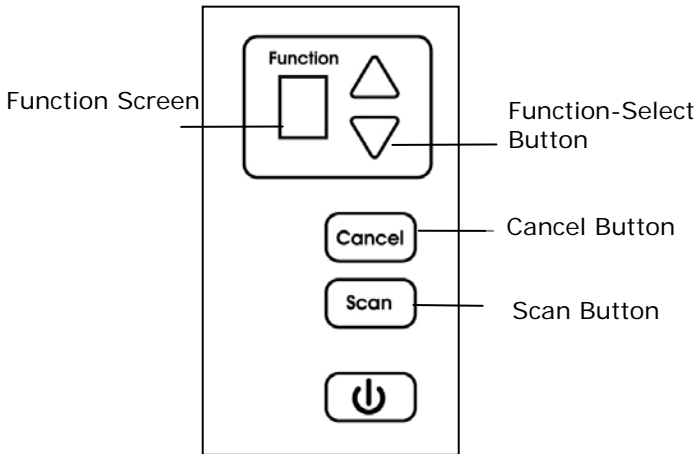 Function
Function Screen
Function-Select
Button
Cancel
Cancel Button
Scan
Scan Button